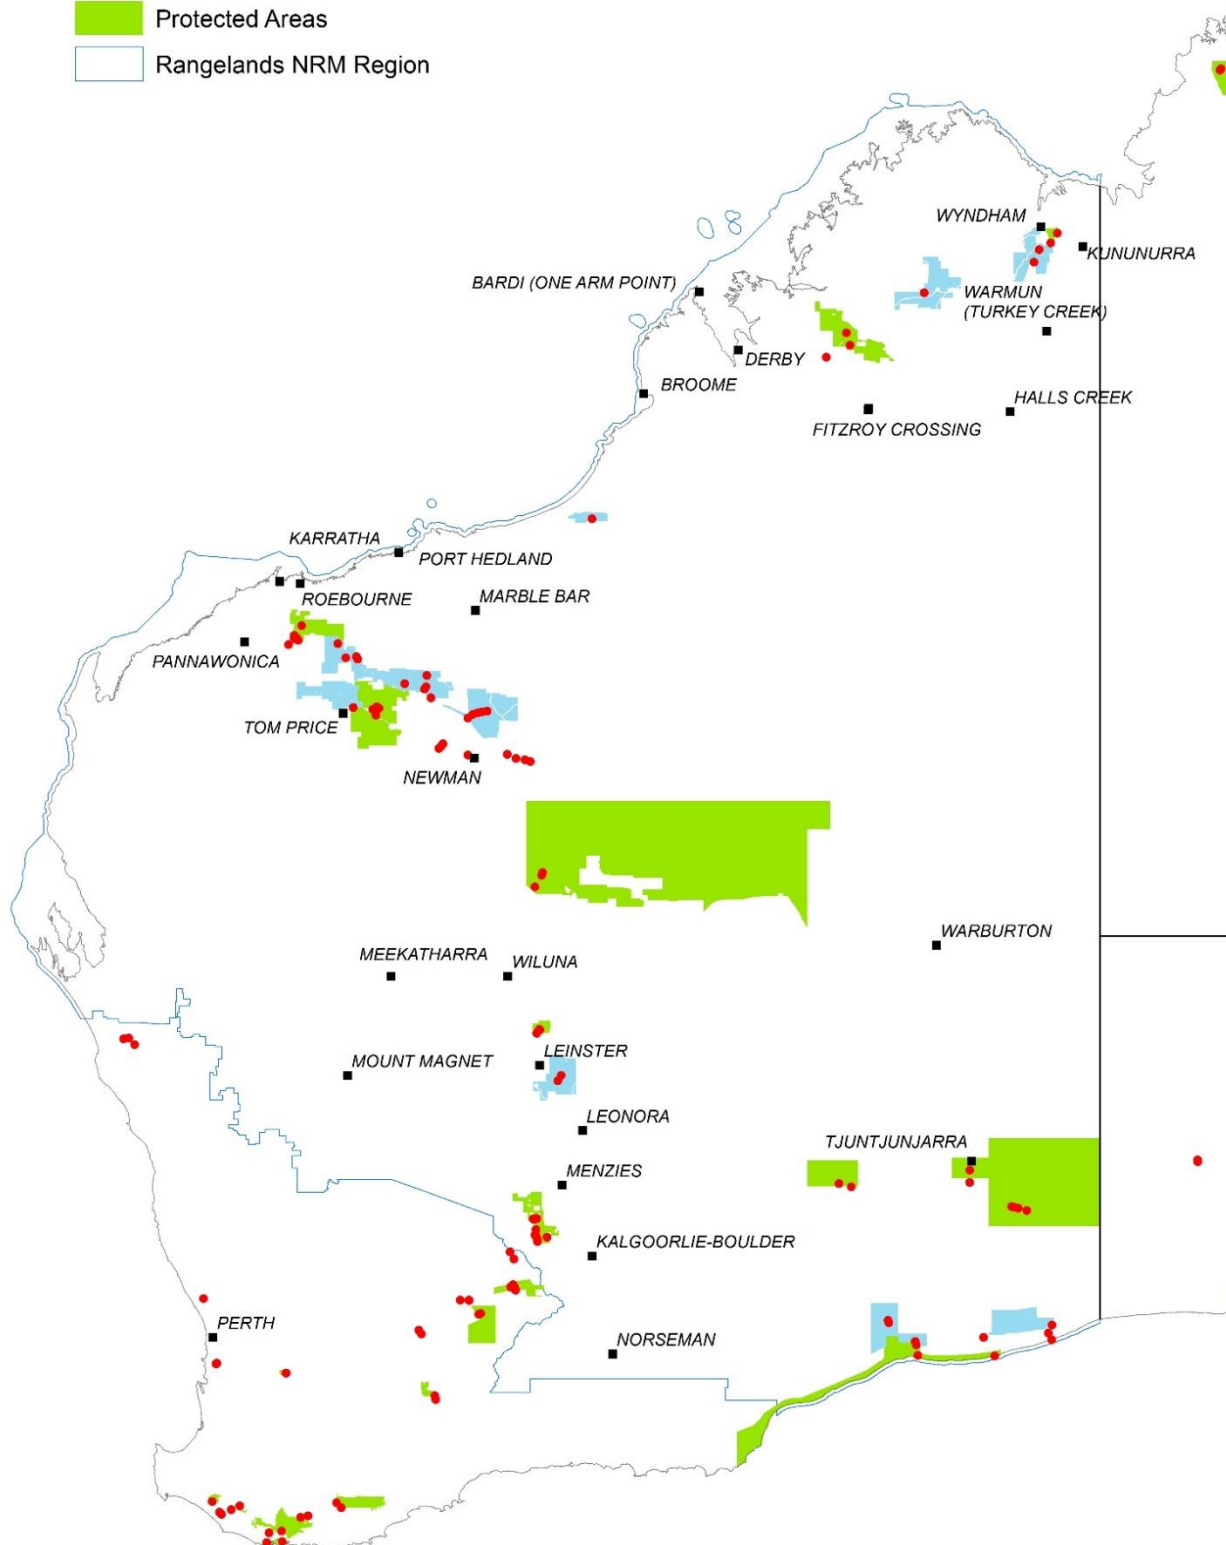 Protected Areas
Rangelands NRM Region
WYNDHAM
KUNUNURRA
BARDI (ONE ARM POINT)
WARMUN
(TURKEY CREEK)
DERBY
BROOME
HALLS CREEK
FITZROY CROSSING
KARRATHA
PORT HEDLAND
MARBLE BAR
ROEBOURNE
PANNAWONICA
TOM PRICE
NEWMAN
WARBURTON
MEEKATHARRA
WILUNA
LEINSTER
MOUNT MAGNET
LEONORA
TJUNTJUNJARRA
MENZIES
KALGOORLIE-BOULDER
PERTH
NORSEMAN